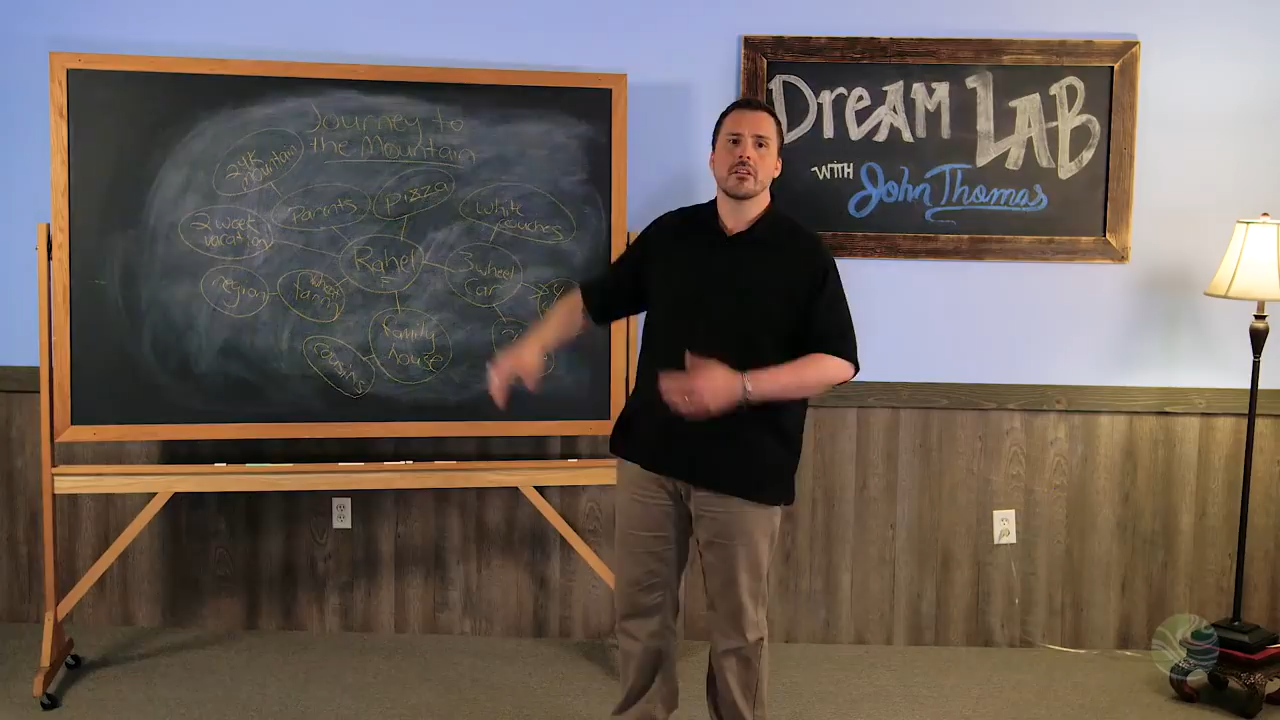 Journey to
the Mountain
24K
mountain
Parents
pizza
white
couches
2 week
vacation
Rahel
3 wheel
car
region
wheat
farm
family
house
cousins
Dream LAB
with
John Thomas